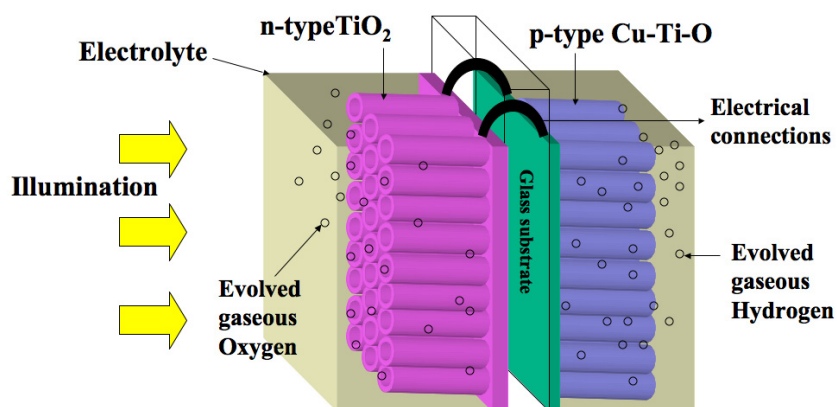 n-typeTiO₂
p-type Cu-Ti-O
Electrolyte
Electrical
connections
Illumination
Glass substrate
Evolved
gaseous
Oxygen
Evolved
gaseous
Hydrogen